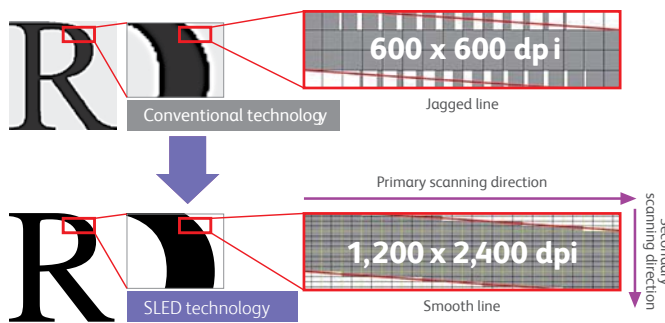 R
600 x 600 dpi
Conventional technology
Jagged line
Primary scanning direction
Secondary
scanning direction
R
1,200 x 2,400 dpi
SLED technology
Smooth line